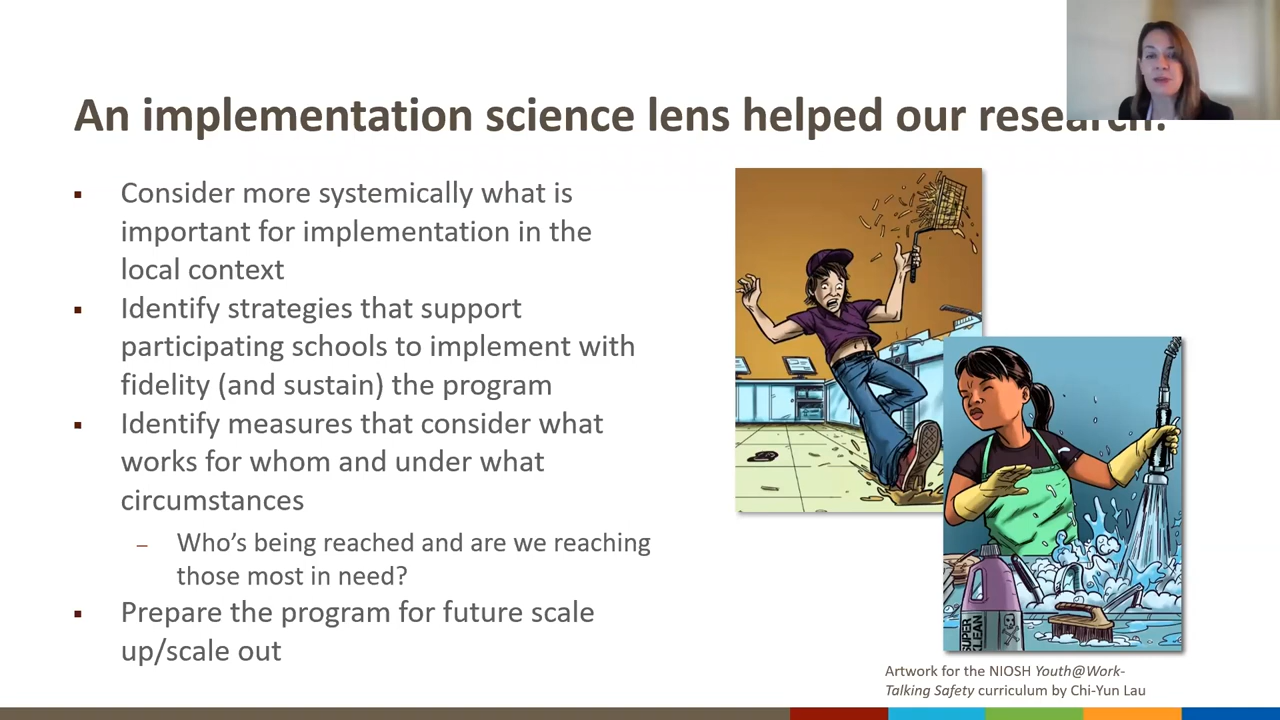 An implementation science lens helped our research:
▪ Consider more systemically what is
important for implementation in the
local context
▪ Identify strategies that support
participating schools to implement with
fidelity (and sustain) the program
▪ Identify measures that consider what
works for whom and under what
circumstances
– Who's being reached and are we reaching
those most in need?
▪ Prepare the program for future scale
up/scale out
SUPER
KLEAN
Artwork for the NIOSH Youth@Work-
Talking Safety curriculum by Chi-Yun Lau